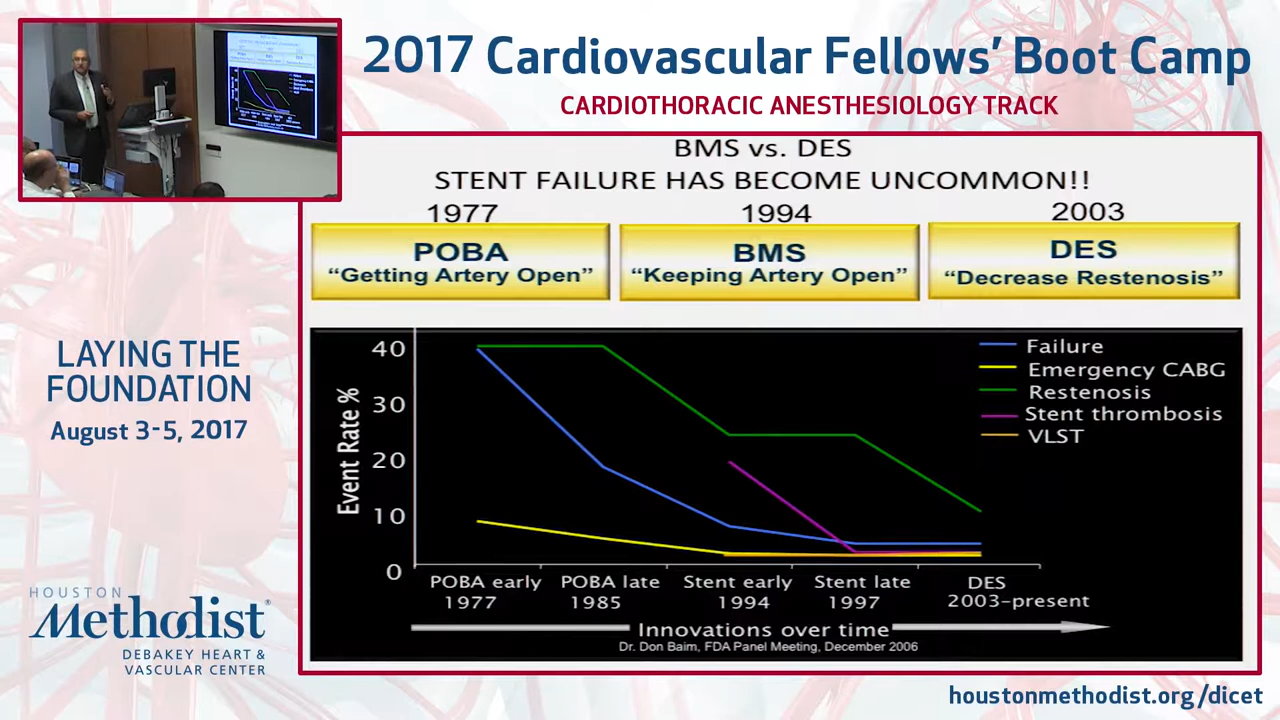 2017 Cardiovascular Fellows' Boot Camp
CARDIOTHORACIC ANESTHESIOLOGY TRACK
BMS vs. DES
STENT FAILURE HAS BECOME UNCOMMON!!
1977
1994
2003
POBA
“Getting Artery Open”
BMS
“Keeping Artery Open”
DES
“Decrease Restenosis”
LAYING THE
FOUNDATION
August 3-5, 2017
Event Rate %
40
30
20
10
0
Failure
Emergency CABG
Restenosis
Stent thrombosis
VLST
POBA early
1977
POBA late
1985
Stent early
1994
Stent late
1997
DES
2003-present
Innovations over time
Dr. Don Baim, FDA Panel Meeting, December 2006
HOUSTON
Methodist®
DEBAKEY HEART &
VASCULAR CENTER
houstonmethodist.org/dicet